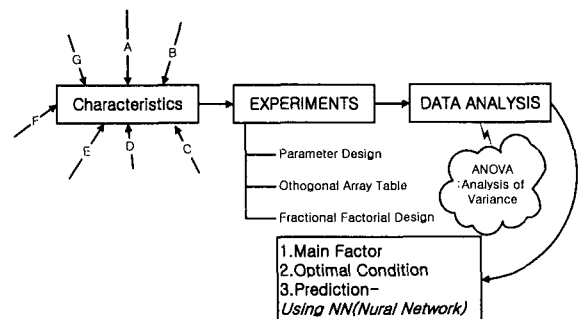 A
B
G
Characteristics
EXPERIMENTS
DATA ANALYSIS
F
E
D
C
Parameter Design
Othogonal Array Table
Fractional Factorial Design
ANOVA
:Analysis of
Variance
1.Main Factor
2.Optimal Condition
3.Prediction-
Using NN(Nural Network)